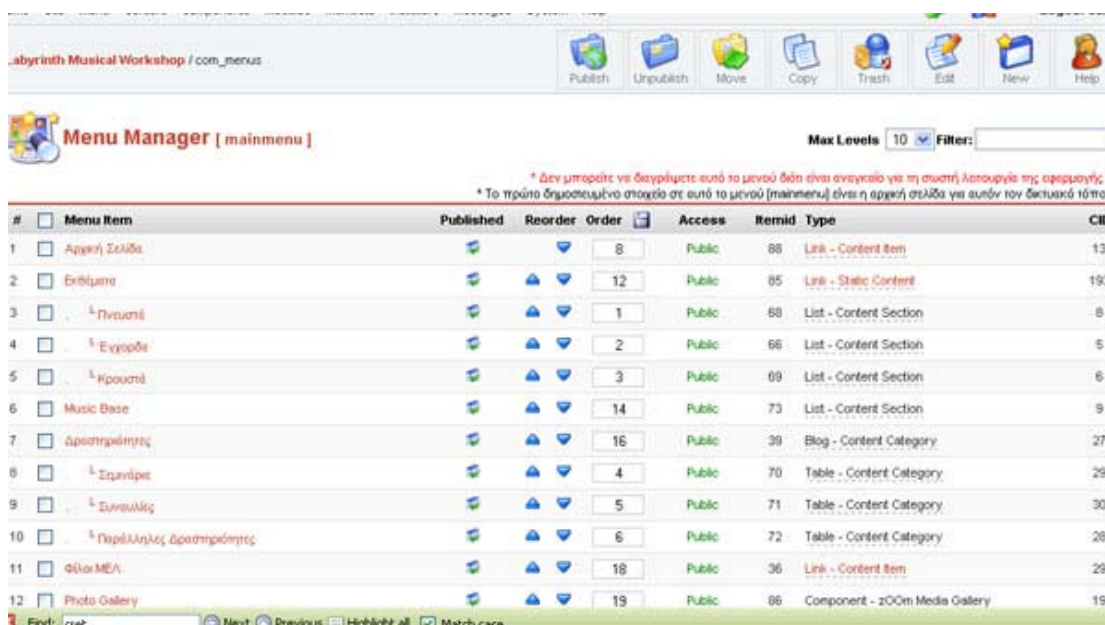 Labyrinth Musical Workshop / com_menus
Publish Unpublish Move Copy Trash Edit New Help
Menu Manager [ mainmenu ]
Max Levels 10 Filter:
* Δεν μπορείτε να διαγράψετε αυτό το μενού διότι είναι αναγκαίο για τη σωστή λειτουργία της εφαρμογής
* Το πρώτο δημοσιευμένο στοιχείο σε αυτό το μενού [mainmenu] είναι η αρχική σελίδα για αυτόν τον δικτυακό τόπο
# Menu Item Published Reorder Order Access Itemid Type
1 Αρχική Σελίδα 8 Public 88 Link - Content Item 13
2 Εκθέματα 12 Public 85 Link - Static Content 193
3 Πνευστά 1 Public 68 List - Content Section 8
4 Έγχορδα 2 Public 66 List - Content Section 5
5 Κρουστά 3 Public 69 List - Content Section 6
6 Music Base 14 Public 73 List - Content Section 9
7 Δραστηριότητες 16 Public 39 Blog - Content Category 27
8 Σεμινάρια 4 Public 70 Table - Content Category 29
9 Συναυλίες 5 Public 71 Table - Content Category 30
10 Παράλληλες Δραστηριότητες 6 Public 72 Table - Content Category 28
11 Φίλοι ΜΕΛ 18 Public 36 Link - Content Item 29
12 Photo Gallery 19 Public 86 Component - zOOm Media Gallery 19
Find: Next Previous Highlight all Match case